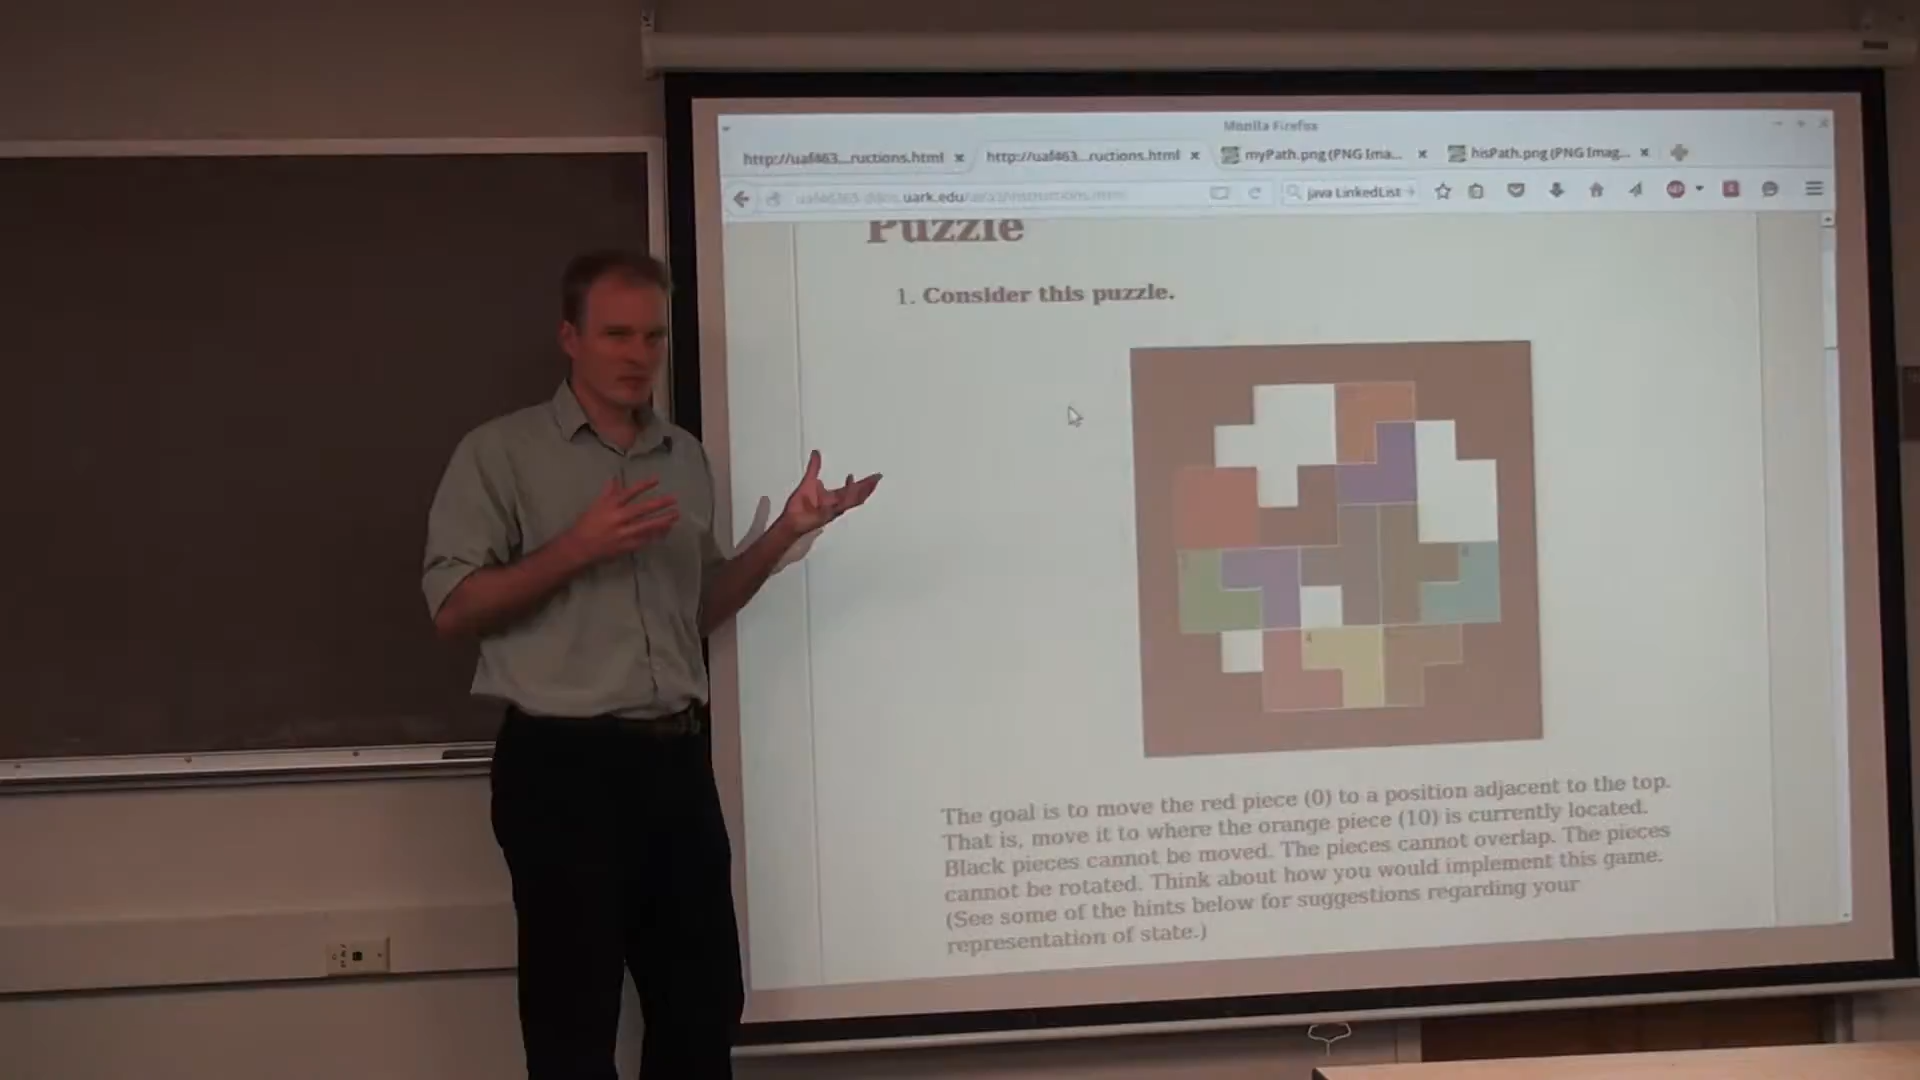 Mozilla Firefox
http://uaf463...ructions.html
http://uaf463...ructions.html
myPath.png (PNG Ima...
hisPath.png (PNG Imag...
uark.edu
java LinkedList
Puzzle
1. Consider this puzzle.
4
The goal is to move the red piece (0) to a position adjacent to the top.
That is, move it to where the orange piece (10) is currently located.
Black pieces cannot be moved. The pieces cannot overlap. The pieces
cannot be rotated. Think about how you would implement this game.
(See some of the hints below for suggestions regarding your
representation of state.)